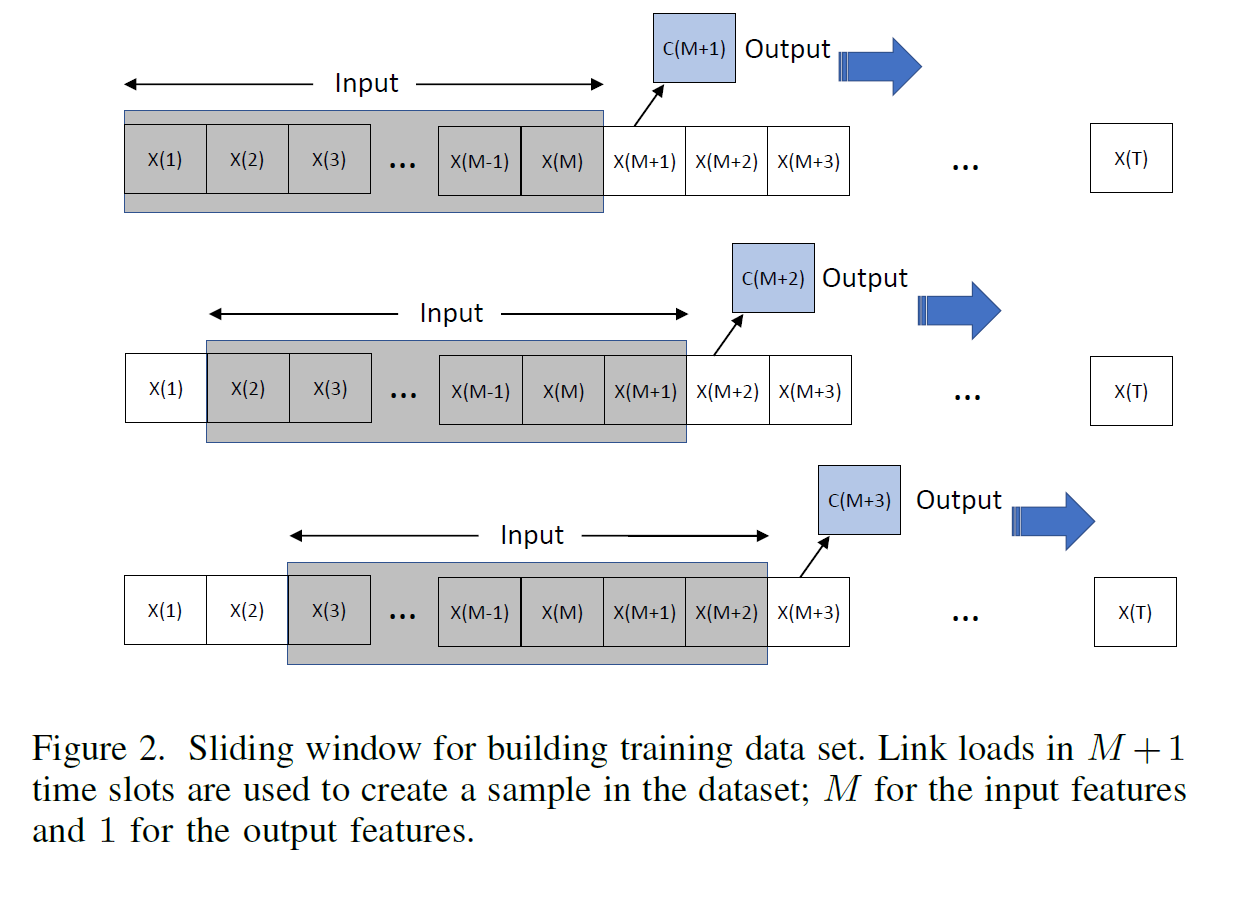 C(M+1) Output
Input
X(1) X(2) X(3) ... X(M-1) X(M) X(M+1) X(M+2) X(M+3) ... X(T)
C(M+2) Output
Input
X(1) X(2) X(3) ... X(M-1) X(M) X(M+1) X(M+2) X(M+3) ... X(T)
C(M+3) Output
Input
X(1) X(2) X(3) ... X(M-1) X(M) X(M+1) X(M+2) X(M+3) ... X(T)
Figure 2. Sliding window for building training data set. Link loads in M + 1
time slots are used to create a sample in the dataset; M for the input features
and 1 for the output features.